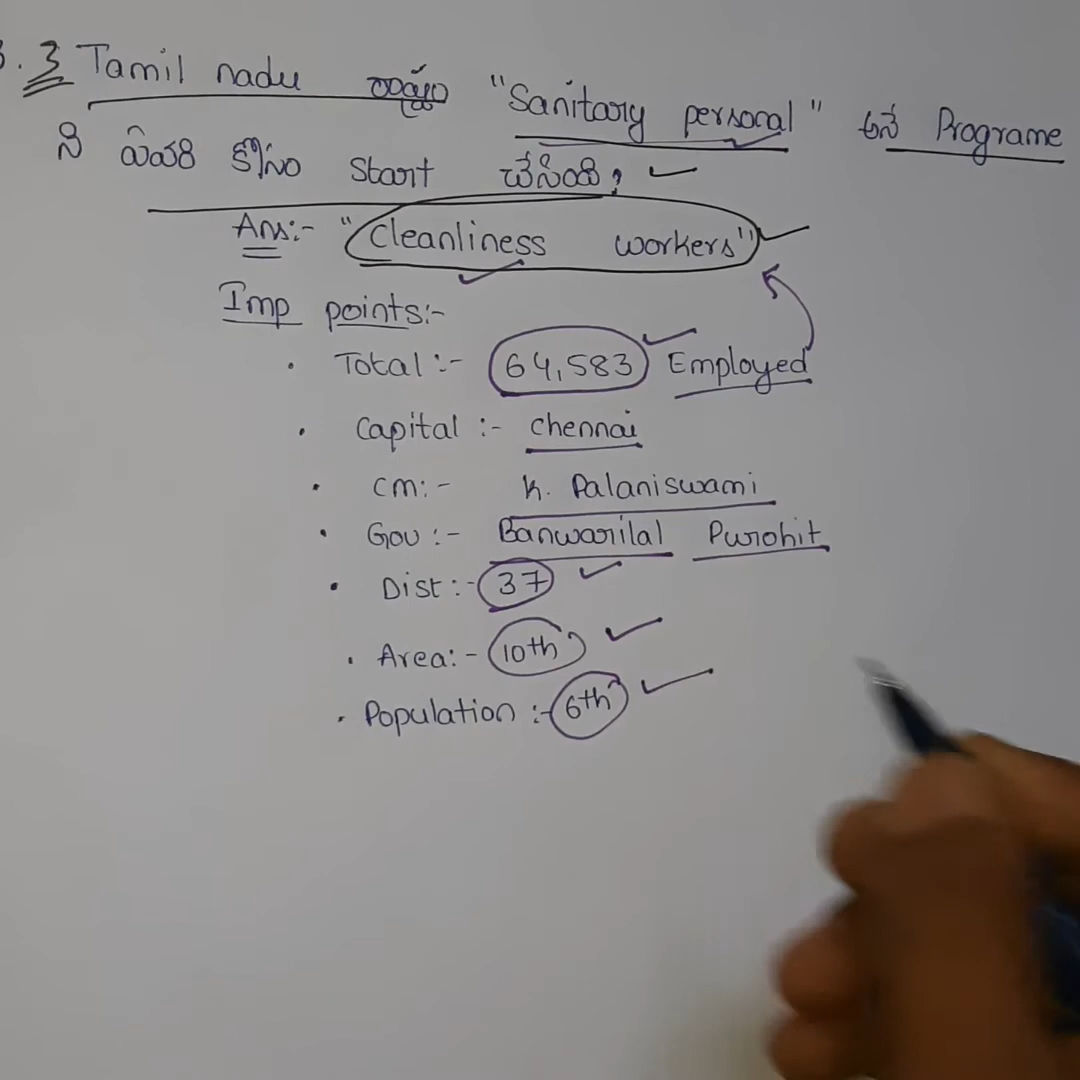 3. Tamil nadu రాష్ట్రం "Sanitary personal" అనే Programe
ని ఎవరి కోసం Start చేసింది?
Ans:- "Cleanliness workers"
Imp points:-
· Total:- 64,583 Employed
· Capital :- Chennai
· CM:- K. Palaniswami
· Gov :- Banwarilal Purohit
· Dist:- 37
· Area:- 10th
· Population :- 6th